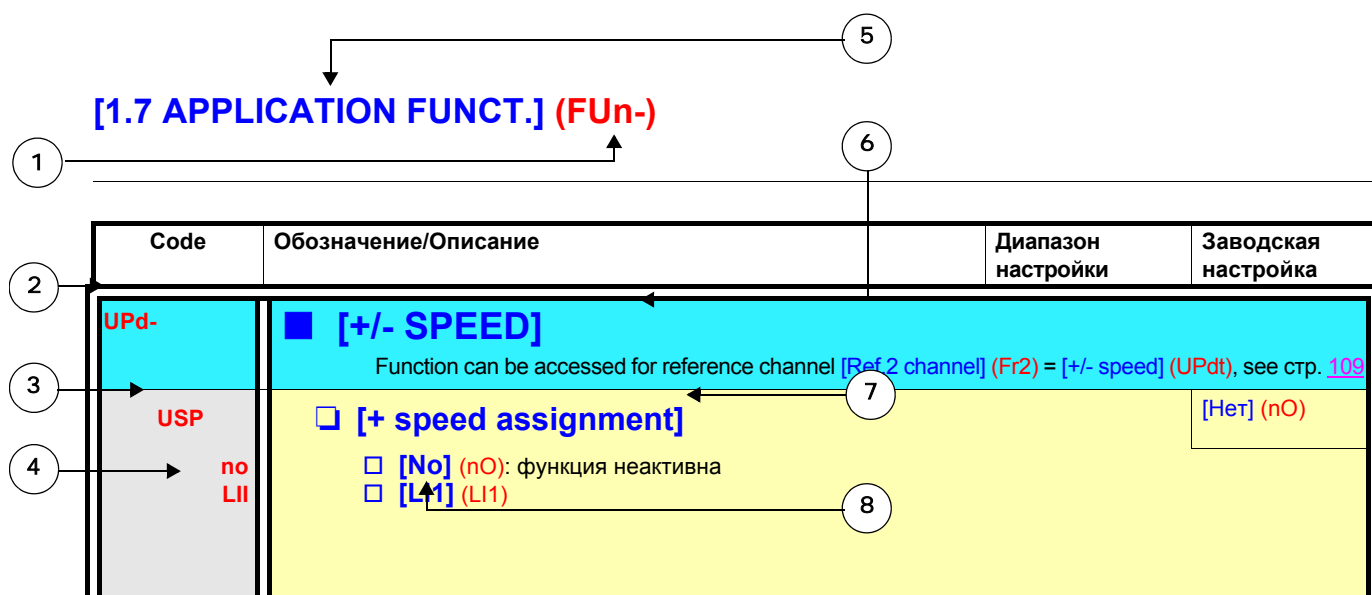 5
[1.7 APPLICATION FUNCT.] (FUn-)
1
6
Code Обозначение/Описание Диапазон настройки Заводская настройка
2
UPd- [+/- SPEED]
Function can be accessed for reference channel [Ref.2 channel] (Fr2) = [+/- speed] (UPdt), see стр. 109
3
7
USP [+ speed assignment] [Нет] (nO)
4
no [No] (nO): функция неактивна
LII [LI1] (LI1)
8